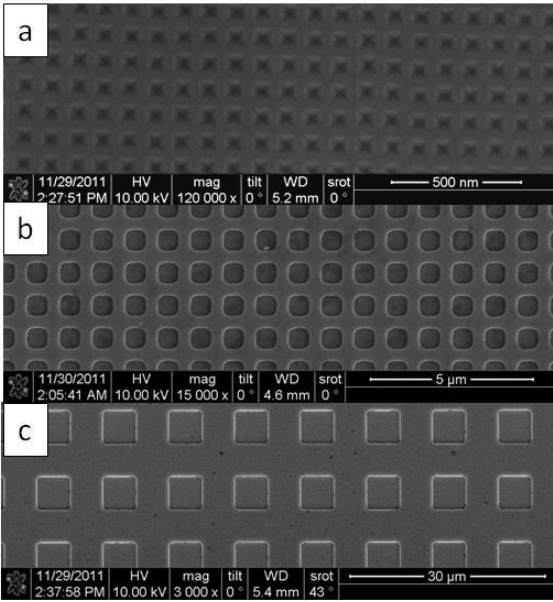 a
11/29/2011 HV mag tilt WD srot
2:27:51 PM 10.00 kV 120 000 x 0 ° 5.2 mm 0 ° 500 nm
b
11/30/2011 HV mag tilt WD srot
2:05:41 AM 10.00 kV 15 000 x 0 ° 4.6 mm 0 ° 5 µm
c
11/29/2011 HV mag tilt WD srot
2:37:58 PM 10.00 kV 3 000 x 0 ° 5.4 mm 43 ° 30 µm